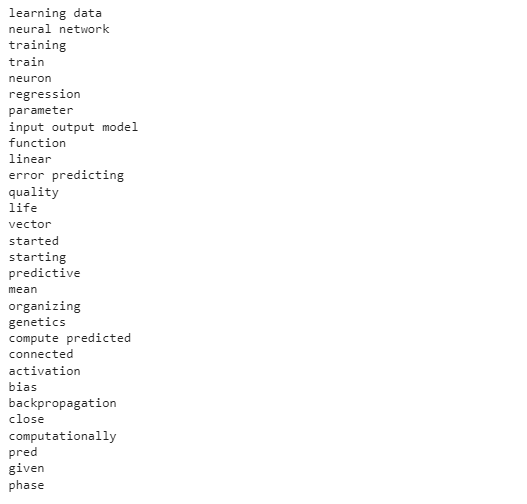 learning data
neural network
training
train
neuron
regression
parameter
input output model
function
linear
error predicting
quality
life
vector
started
starting
predictive
mean
organizing
genetics
compute predicted
connected
activation
bias
backpropagation
close
computationally
pred
given
phase